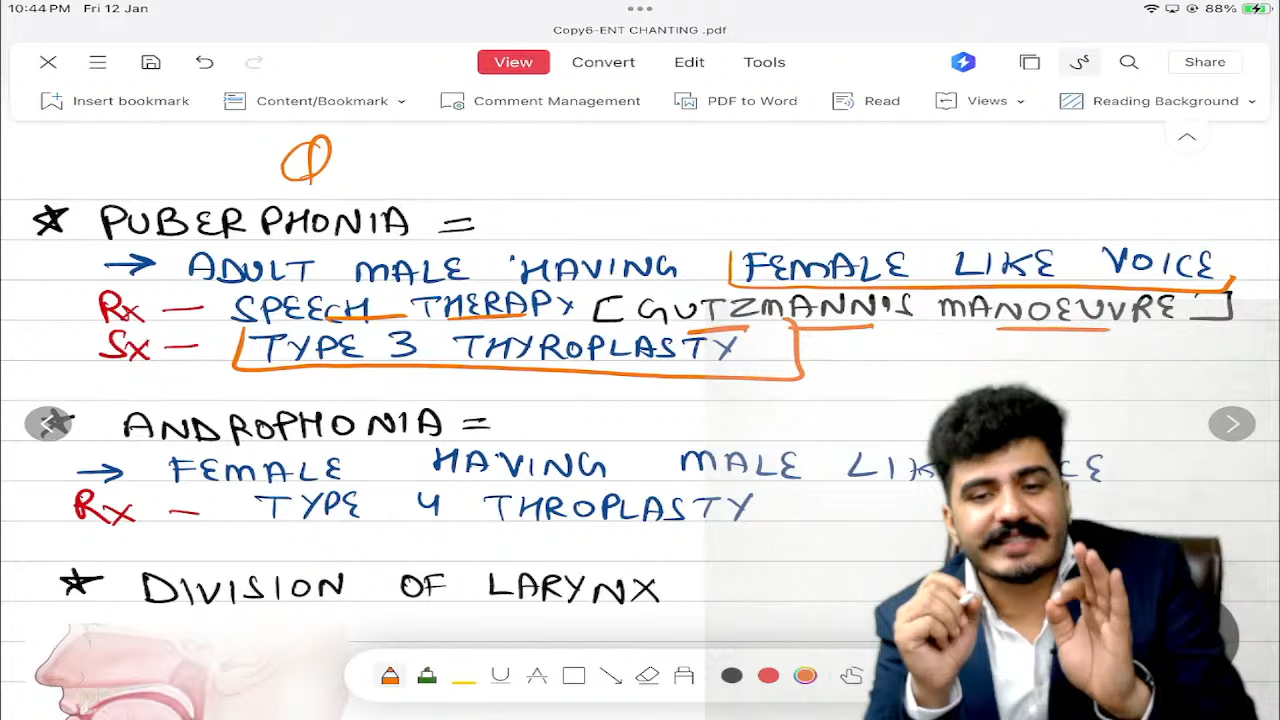 10:44 PM Fri 12 Jan
88%
Copy6-ENT CHANTING .pdf
View Convert Edit Tools
Share
Insert bookmark Content/Bookmark Comment Management PDF to Word Read Views Reading Background
①
★ PUBERPHONIA =
→ ADULT MALE HAVING FEMALE LIKE VOICE
Rx – SPEECH THERAPY [GUTZMANN'S MANOEUVRE]
Sx – TYPE 3 THYROPLASTY
★ ANDROPHONIA =
→ FEMALE HAVING MALE LIK CE
Rx – TYPE 4 THROPLASTY
★ DIVISION OF LARYNX